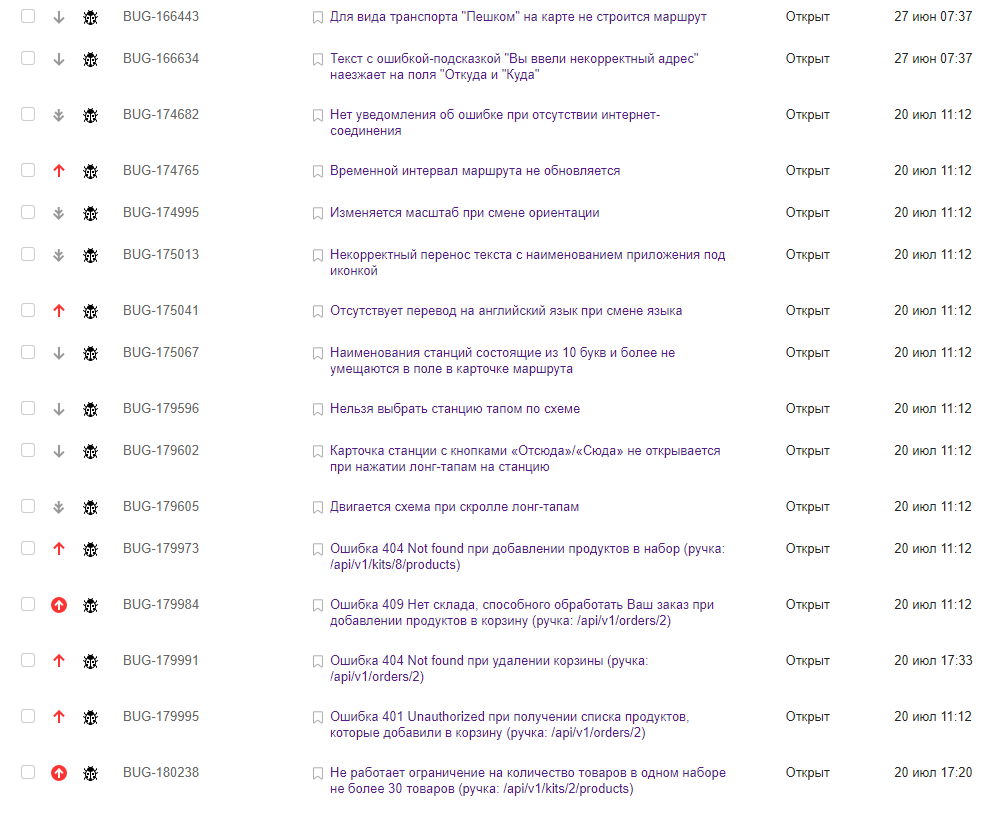 BUG-166443 Для вида транспорта "Пешком" на карте не строится маршрут Открыт 27 июн 07:37
BUG-166634 Текст с ошибкой-подсказкой "Вы ввели некорректный адрес" Открыт 27 июн 07:37
наезжает на поля "Откуда и "Куда"
BUG-174682 Нет уведомления об ошибке при отсутствии интернет- Открыт 20 июл 11:12
соединения
BUG-174765 Временной интервал маршрута не обновляется Открыт 20 июл 11:12
BUG-174995 Изменяется масштаб при смене ориентации Открыт 20 июл 11:12
BUG-175013 Некорректный перенос текста с наименованием приложения под Открыт 20 июл 11:12
иконкой
BUG-175041 Отсутствует перевод на английский язык при смене языка Открыт 20 июл 11:12
BUG-175067 Наименования станций состоящие из 10 букв и более не Открыт 20 июл 11:12
умещаются в поле в карточке маршрута
BUG-179596 Нельзя выбрать станцию тапом по схеме Открыт 20 июл 11:12
BUG-179602 Карточка станции с кнопками «Отсюда»/«Сюда» не открывается Открыт 20 июл 11:12
при нажатии лонг-тапам на станцию
BUG-179605 Двигается схема при скролле лонг-тапам Открыт 20 июл 11:12
BUG-179973 Ошибка 404 Not found при добавлении продуктов в набор (ручка: Открыт 20 июл 11:12
/api/v1/kits/8/products)
BUG-179984 Ошибка 409 Нет склада, способного обработать Ваш заказ при Открыт 20 июл 11:12
добавлении продуктов в корзину (ручка: /api/v1/orders/2)
BUG-179991 Ошибка 404 Not found при удалении корзины (ручка: Открыт 20 июл 17:33
/api/v1/orders/2)
BUG-179995 Ошибка 401 Unauthorized при получении списка продуктов, Открыт 20 июл 11:12
которые добавили в корзину (ручка: /api/v1/orders/2)
BUG-180238 Не работает ограничение на количество товаров в одном наборе Открыт 20 июл 17:20
не более 30 товаров (ручка: /api/v1/kits/2/products)